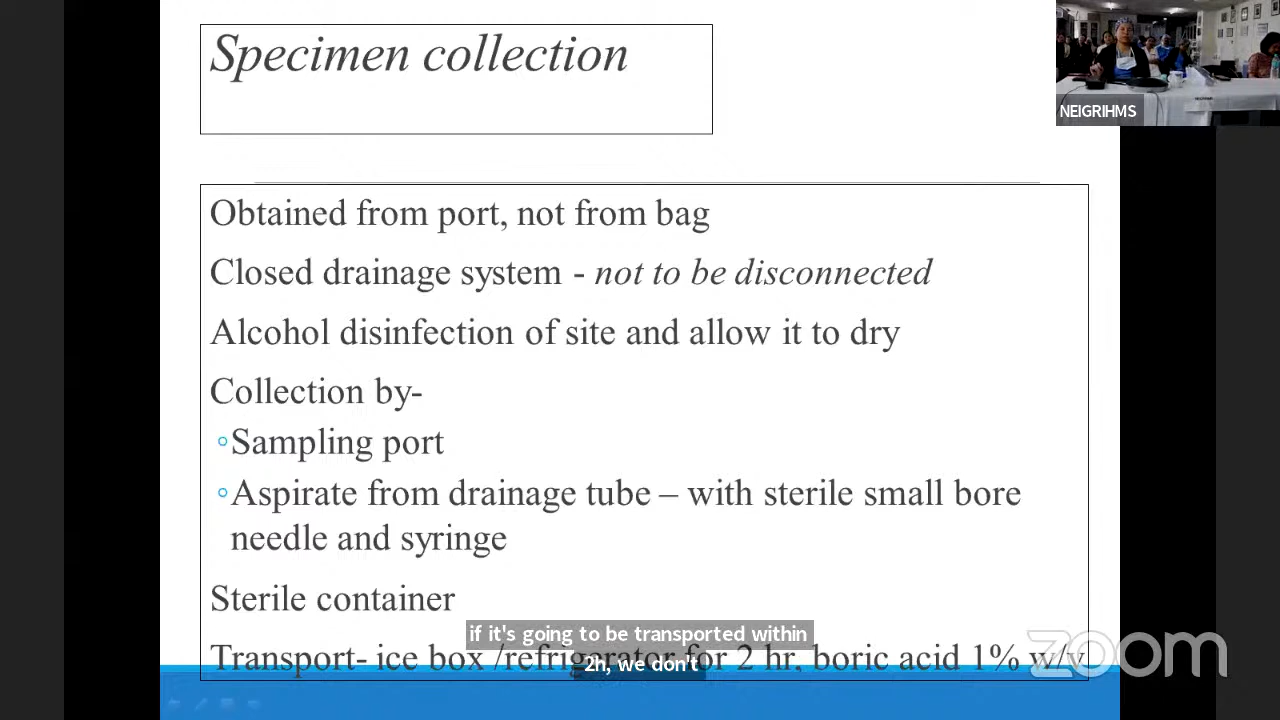 Specimen collection
NEIGRIHMS
Obtained from port, not from bag
Closed drainage system - not to be disconnected
Alcohol disinfection of site and allow it to dry
Collection by-
Sampling port
Aspirate from drainage tube – with sterile small bore
needle and syringe
Sterile container
if it's going to be transported within
Transport- ice box /refrigerator for 2 hr, boric acid 1% w/v
2h, we don't
zoom